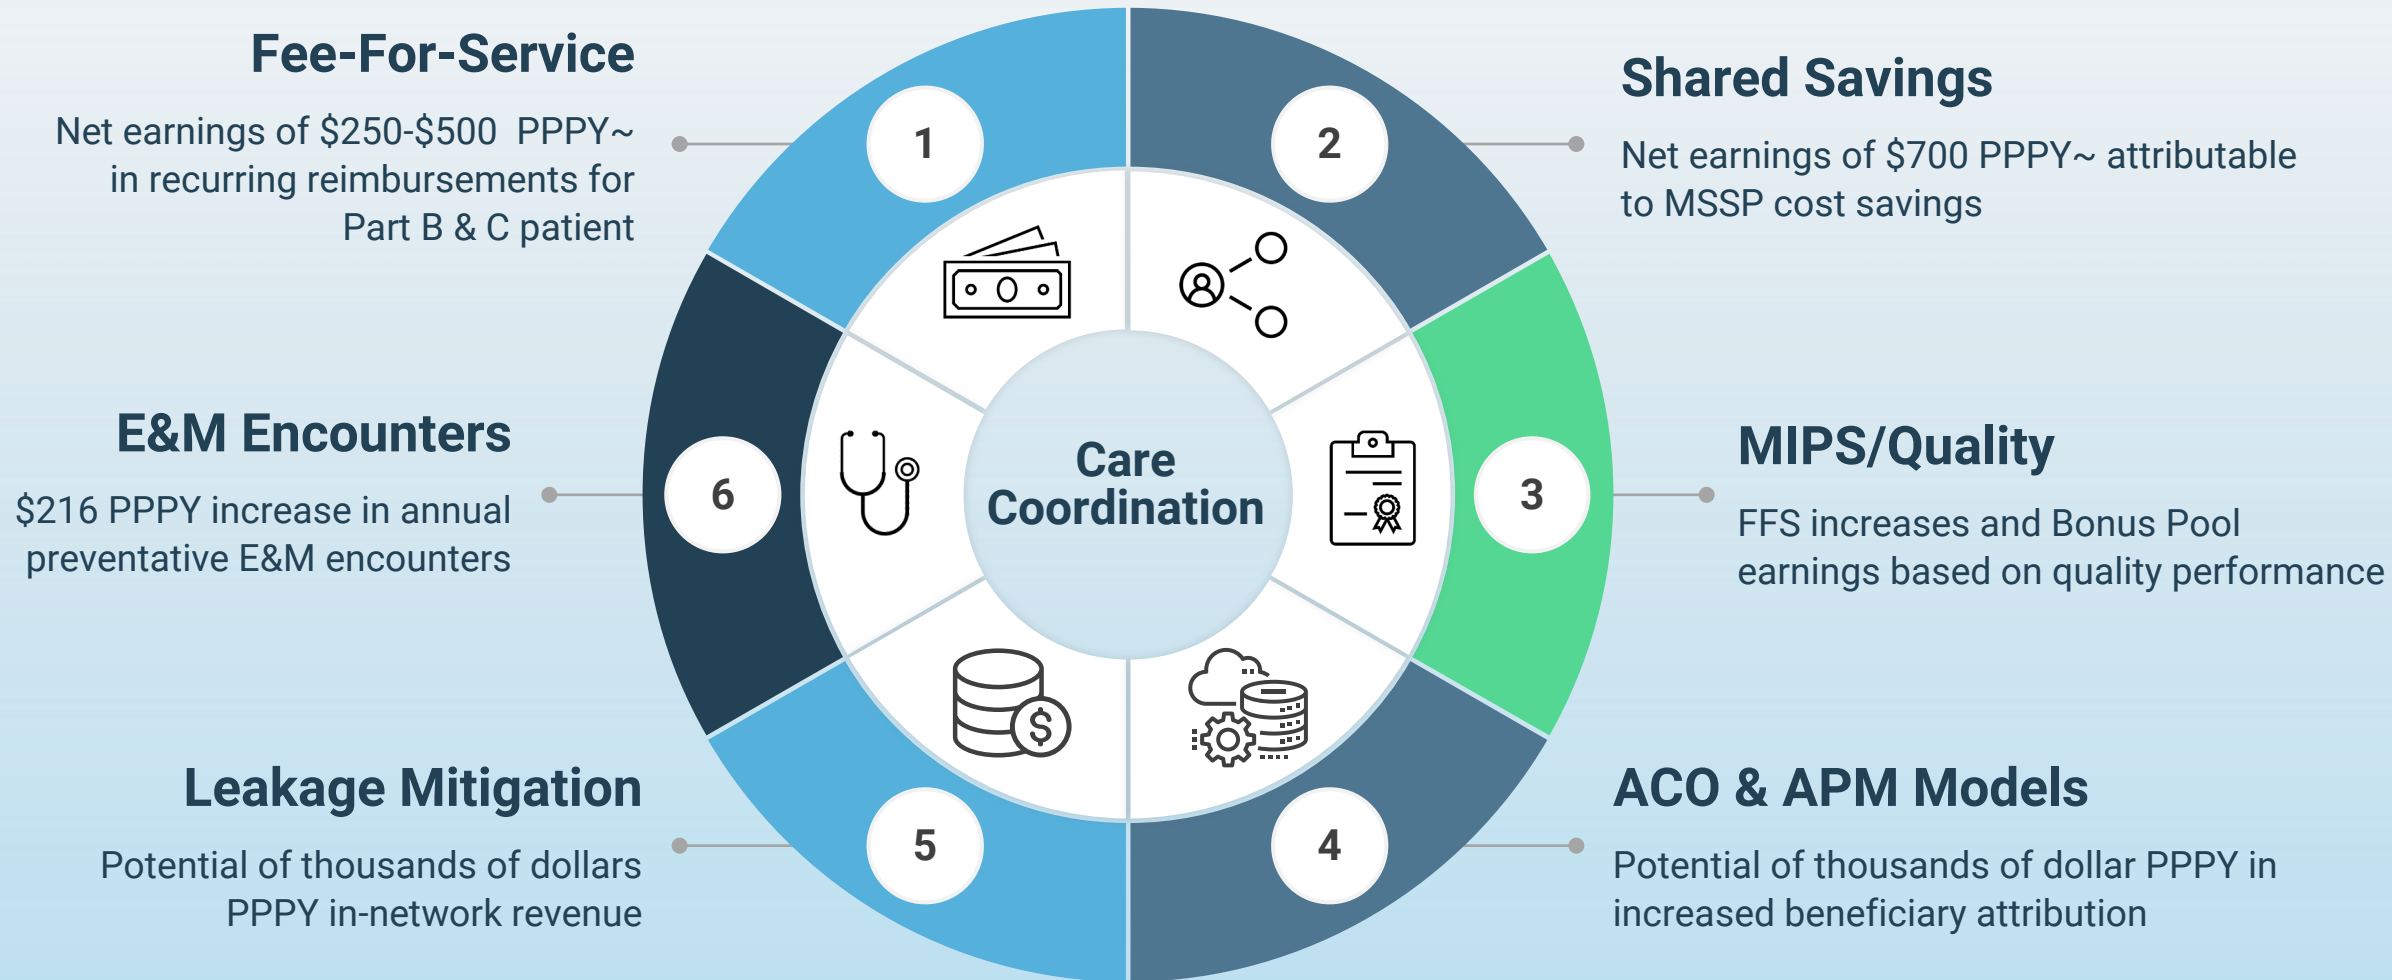 Fee-For-Service
Net earnings of $250-$500 PPPY~
in recurring reimbursements for
Part B & C patient
1
2
Shared Savings
Net earnings of $700 PPPY~ attributable
to MSSP cost savings
E&M Encounters
$216 PPPY increase in annual
preventative E&M encounters
6
Care
Coordination
3
MIPS/Quality
FFS increases and Bonus Pool
earnings based on quality performance
$
Leakage Mitigation
Potential of thousands of dollars
PPPY in-network revenue
5
4
ACO & APM Models
Potential of thousands of dollar PPPY in
increased beneficiary attribution